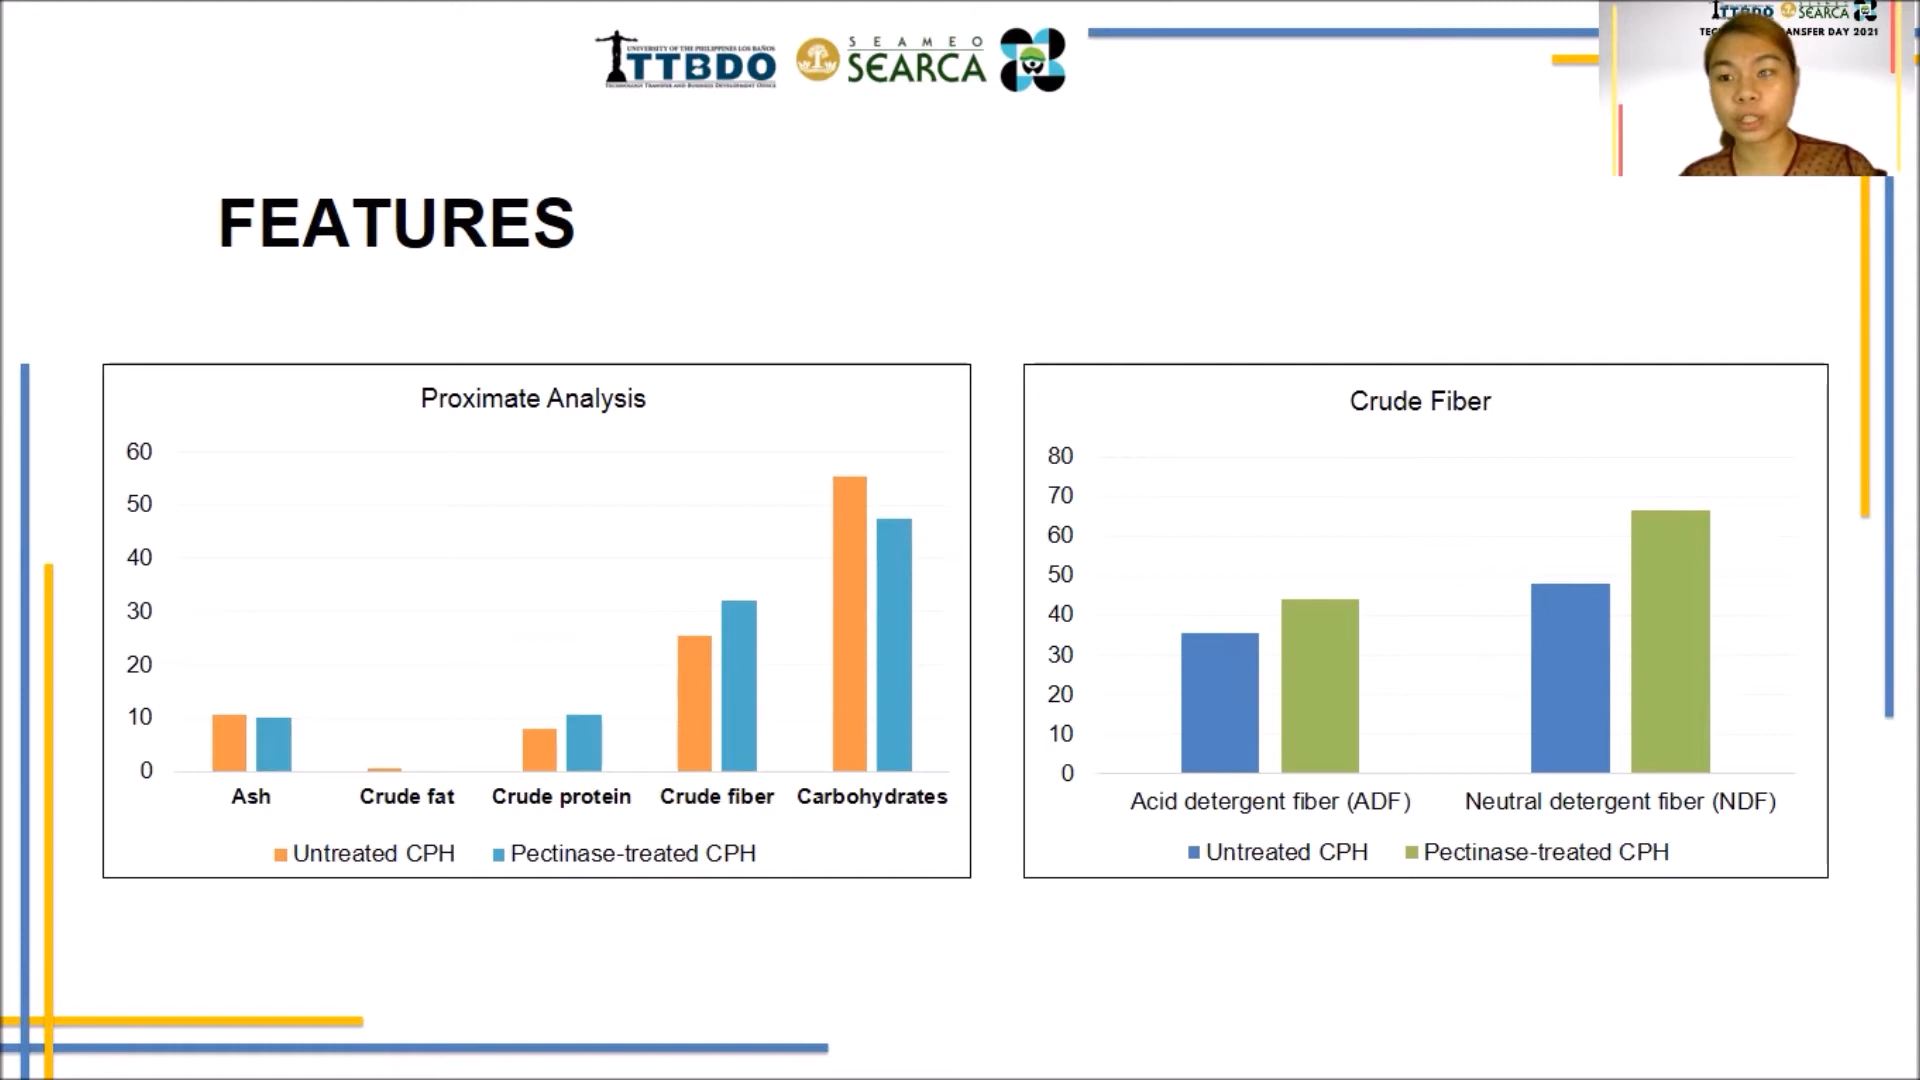 UNIVERSITY OF THE PHILIPPINES LOS BAÑOS
TTBDO
TECHNOLOGY TRANSFER AND BUSINESS DEVELOPMENT OFFICE
SEAMEO
SEARCA
TTBDO SEARCA
ANSFER DAY 2021
FEATURES
Proximate Analysis
60
50
40
30
20
10
0
Ash Crude fat Crude protein Crude fiber Carbohydrates
Untreated CPH Pectinase-treated CPH
Crude Fiber
80
70
60
50
40
30
20
10
0
Acid detergent fiber (ADF) Neutral detergent fiber (NDF)
Untreated CPH Pectinase-treated CPH